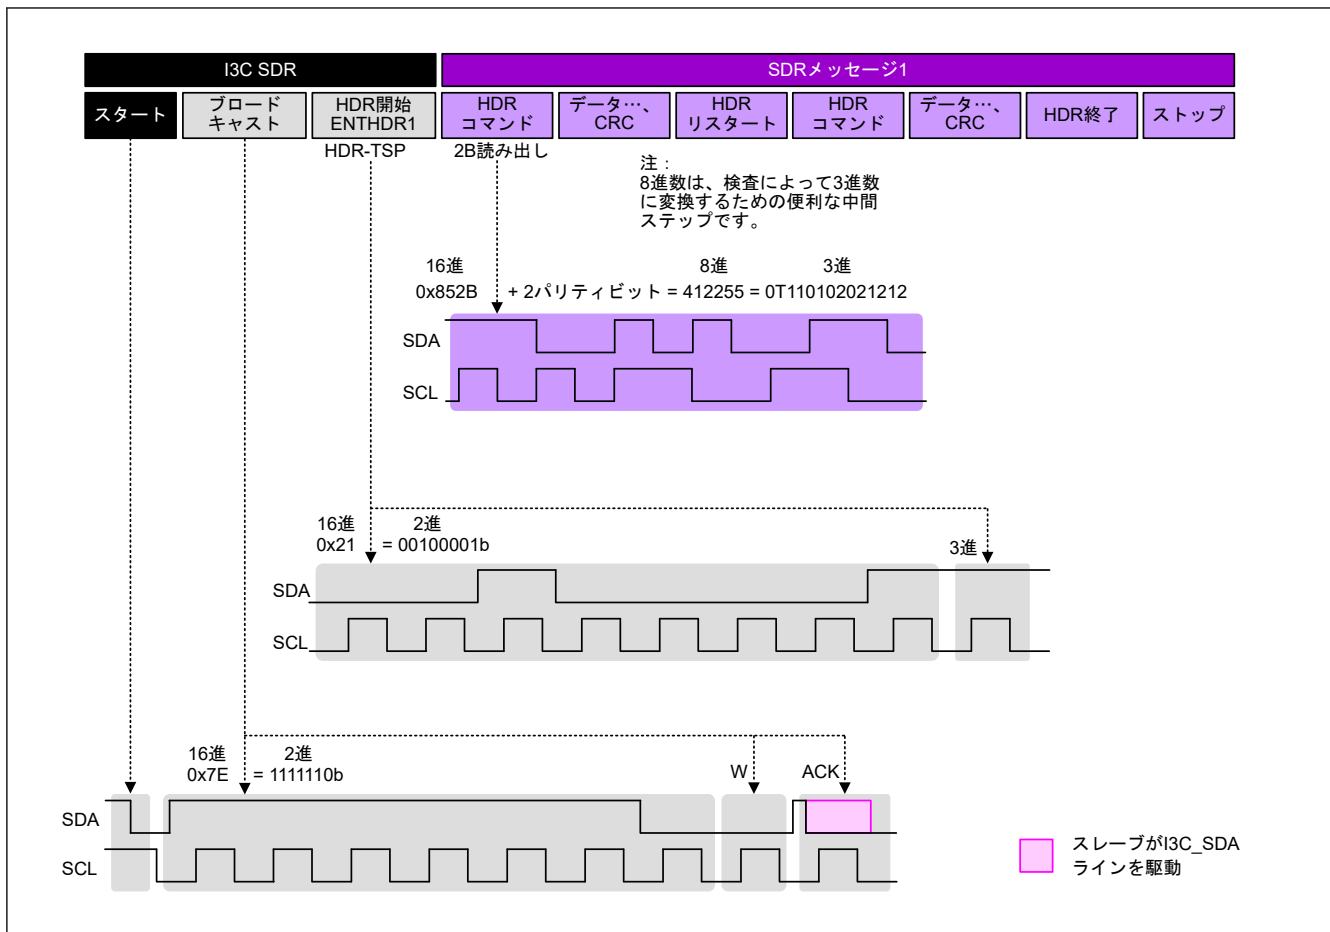 I3C SDR
SDRメッセージ1
スタート
ブロード
キャスト
HDR開始
ENTHDR1
HDR
コマンド
データ…、
CRC
HDR
リスタート
HDR
コマンド
データ…、
CRC
HDR終了
ストップ
HDR-TSP
2B読み出し
注：
8進数は、検査によって3進数
に変換するための便利な中間
ステップです。
16進
8進
3進
0x852B + 2パリティビット = 412255 = 0T110102021212
SDA
SCL
16進
2進
0x21 = 00100001b
3進
SDA
SCL
16進
2進
0x7E = 1111110b
W
ACK
SDA
SCL
スレーブがI3C_SDA
ラインを駆動